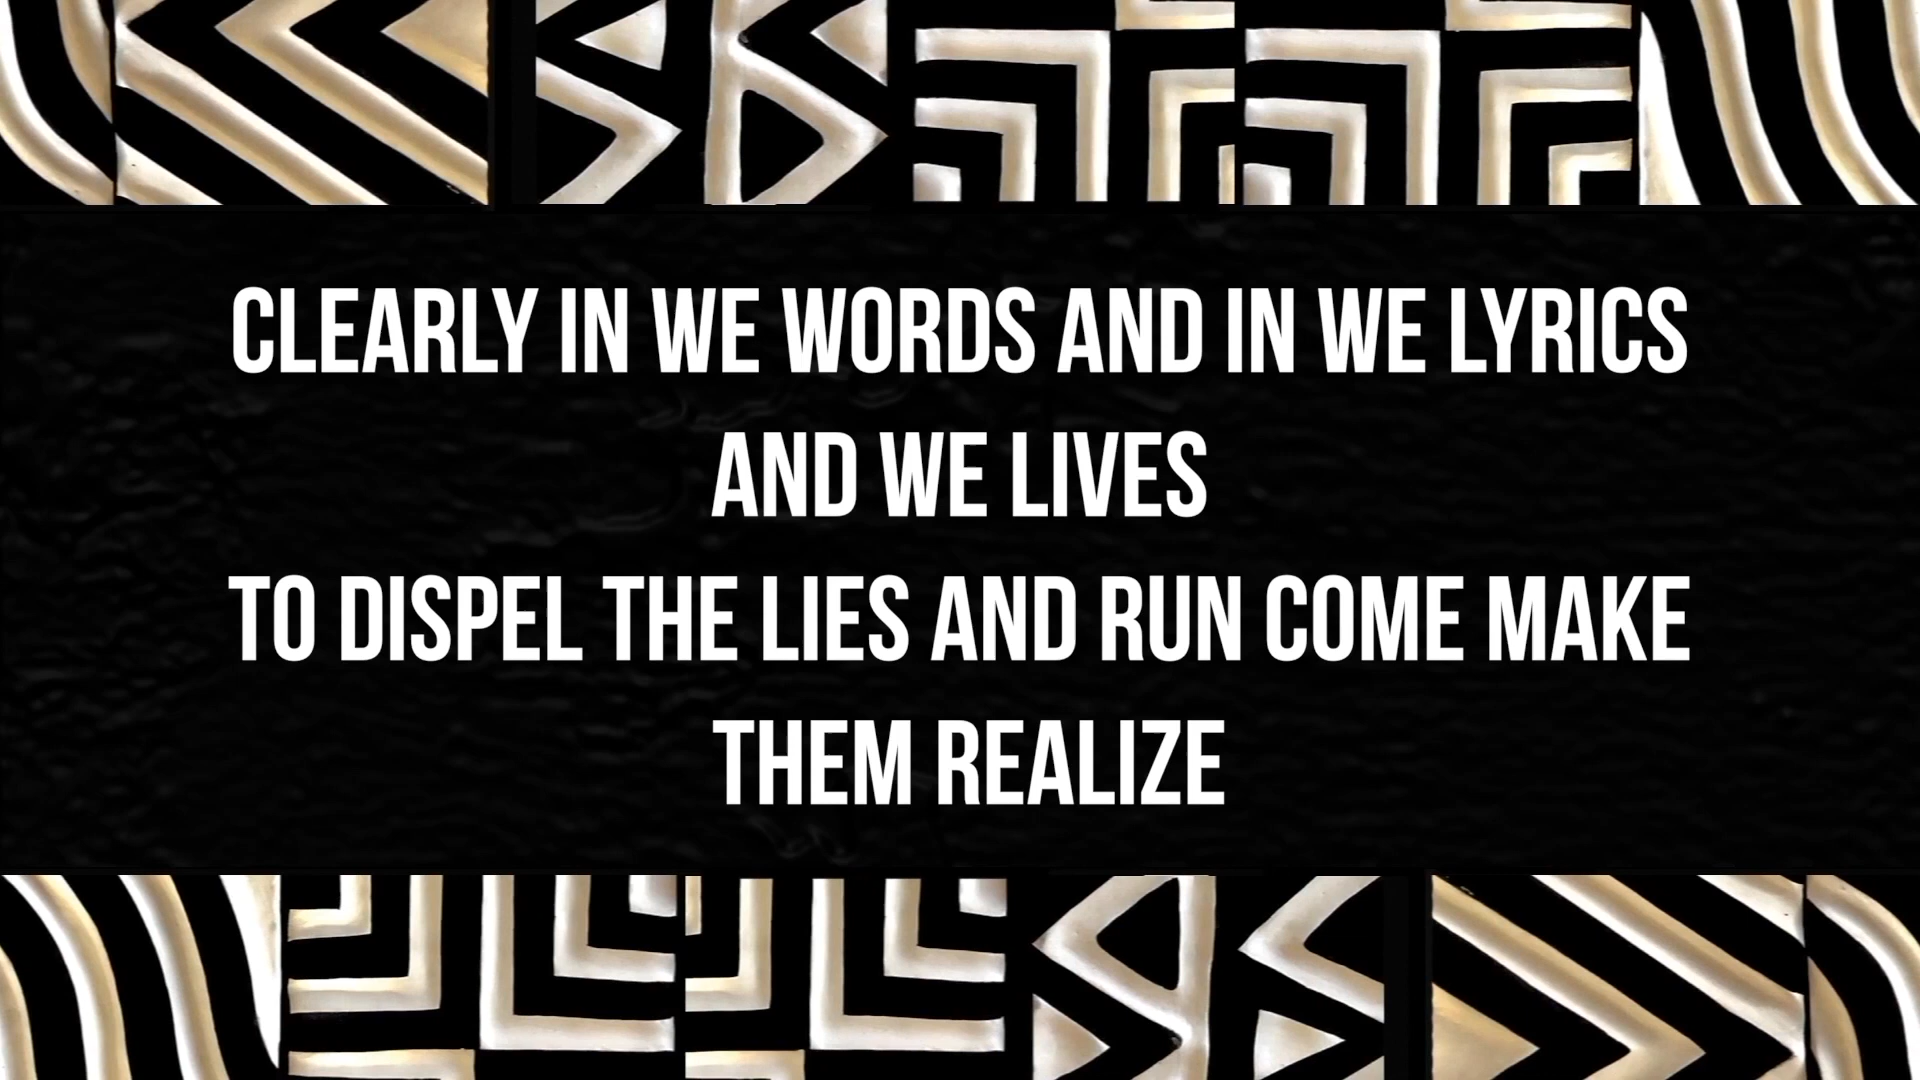 CLEARLY IN WE WORDS AND IN WE LYRICS
AND WE LIVES
TO DISPEL THE LIES AND RUN COME MAKE
THEM REALIZE